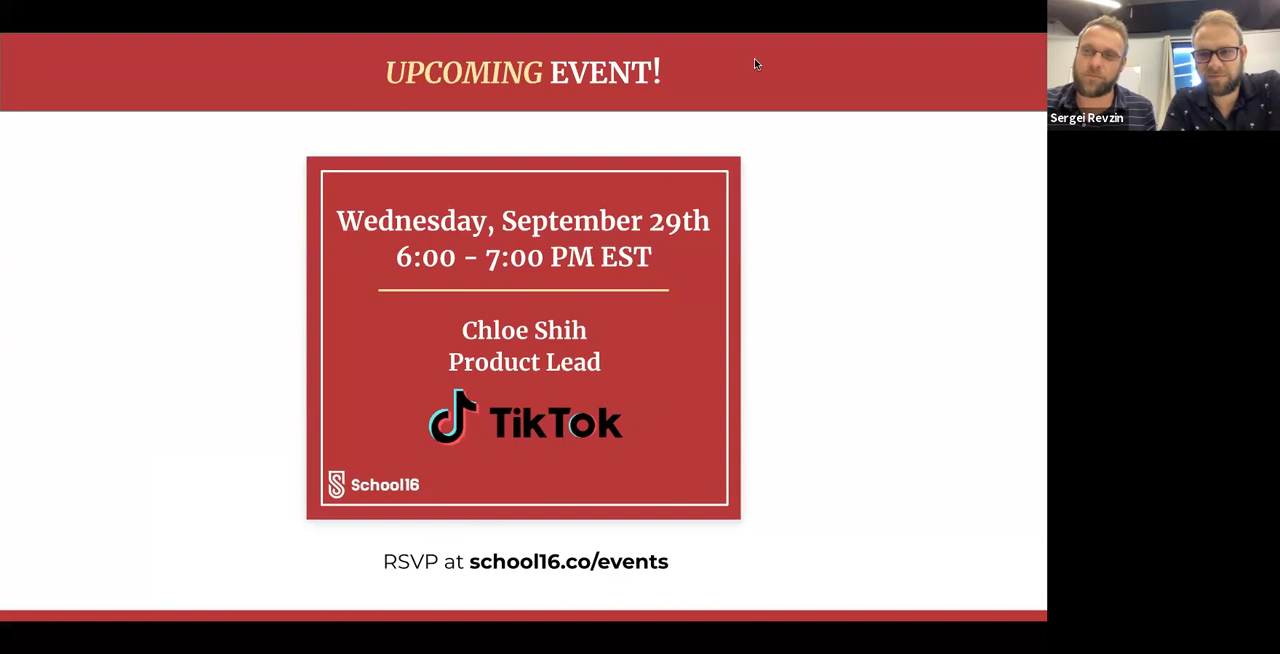 UPCOMING EVENT!
Wednesday, September 29th
6:00 - 7:00 PM EST
Chloe Shih
Product Lead
TikTok
School16
RSVP at school16.co/events
Sergei Revzin